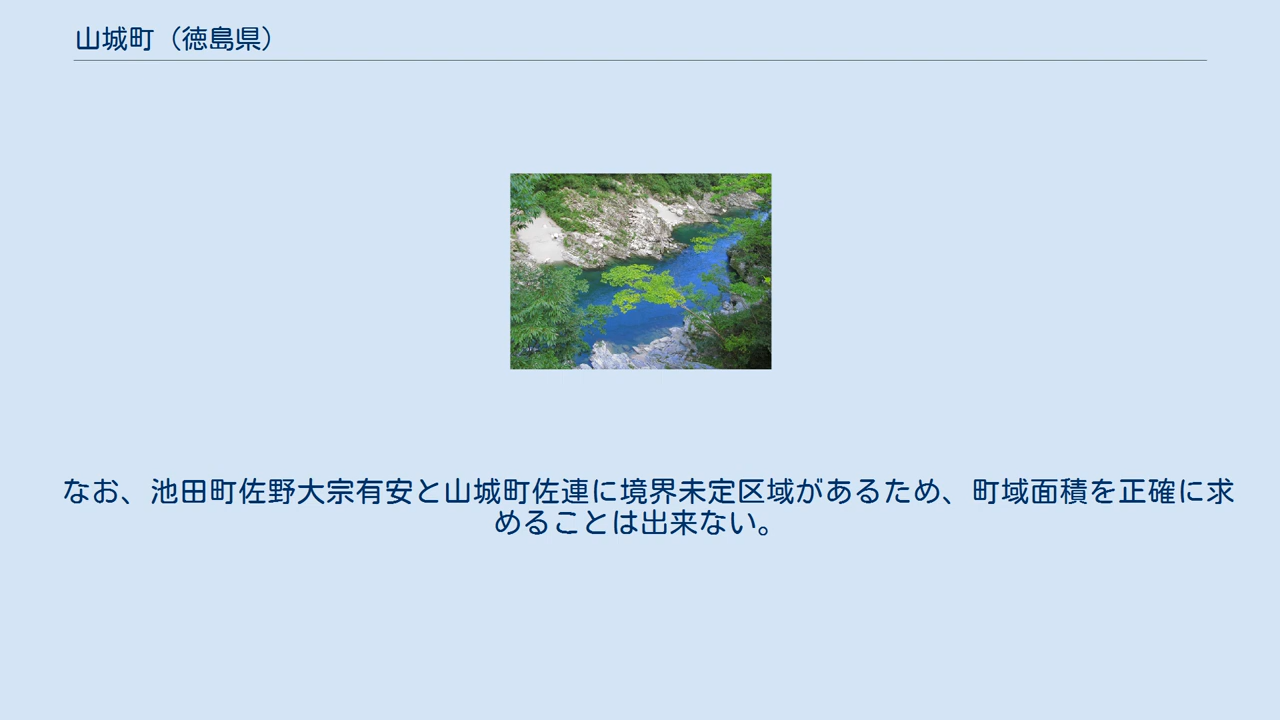 山城町（徳島県）
なお、池田町佐野大宗有安と山城町佐連に境界未定区域があるため、町域面積を正確に求
めることは出来ない。